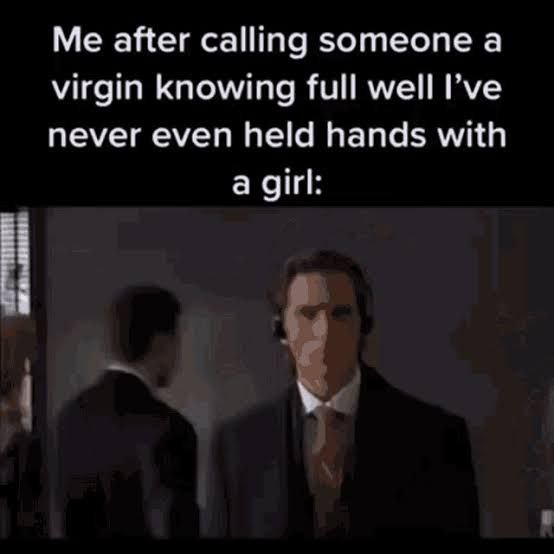 Me after calling someone a
virgin knowing full well I've
never even held hands with
a girl: